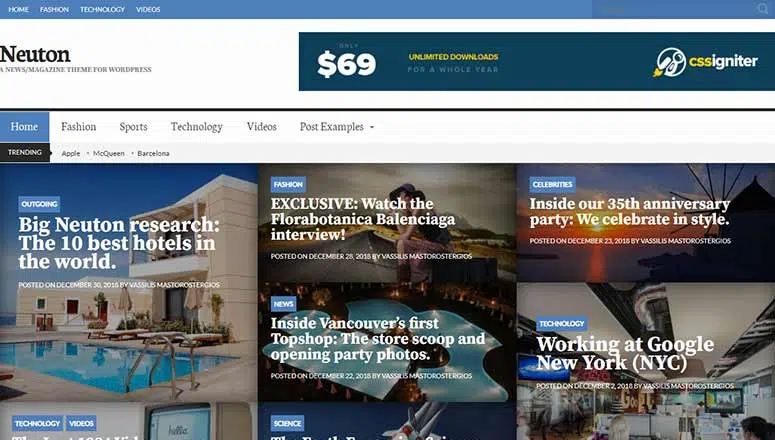 HOME FASHION TECHNOLOGY VIDEOS
Neuton
A NEWS/MAGAZINE THEME FOR WORDPRESS
ONLY
$69
UNLIMITED DOWNLOADS
FOR A WHOLE YEAR
cssigniter
Home Fashion Sports Technology Videos Post Examples
TRENDING Apple • McQueen • Barcelona
OUTGOING
Big Neuton research:
The 10 best hotels in
the world.
POSTED ON DECEMBER 30, 2018 BY VASSILIS MASTOROSTERGIOS
FASHION
EXCLUSIVE: Watch the
Florabotanica Balenciaga
interview!
POSTED ON DECEMBER 28, 2018 BY VASSILIS MASTOROSTERGIOS
CELEBRITIES
Inside our 35th anniversary
party: We celebrate in style.
POSTED ON DECEMBER 23, 2018 BY VASSILIS MASTOROSTERGIOS
NEWS
Inside Vancouver's first
Topshop: The store scoop and
opening party photos.
POSTED ON DECEMBER 22, 2018 BY VASSILIS MASTOROSTERGIOS
TECHNOLOGY
Working at Google
New York (NYC)
POSTED ON DECEMBER 2, 2018 BY VASSILIS MASTOROSTERGIOS
TECHNOLOGY VIDEOS
hello
SCIENCE